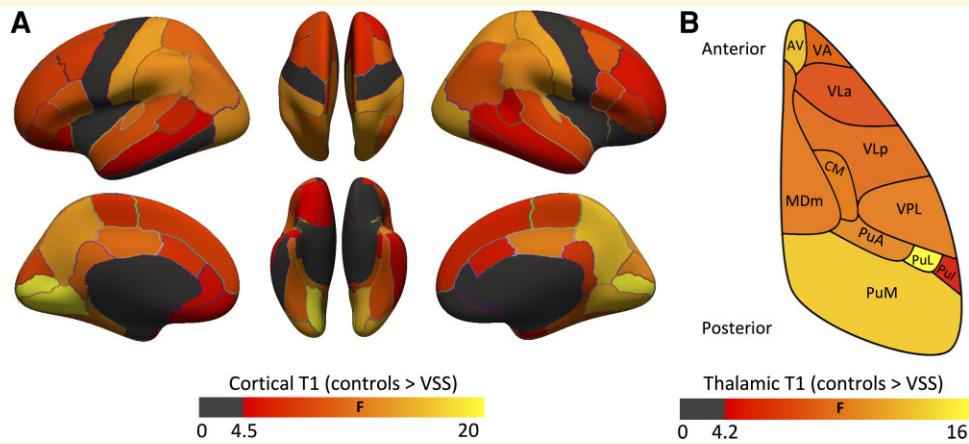 A
B
Anterior
AV
VA
VLa
VLp
CM
MDm
VPL
PuA
PuL
PuI
PuM
Posterior
Cortical T1 (controls > VSS)
F
0 4.5 20
Thalamic T1 (controls > VSS)
F
0 4.2 16